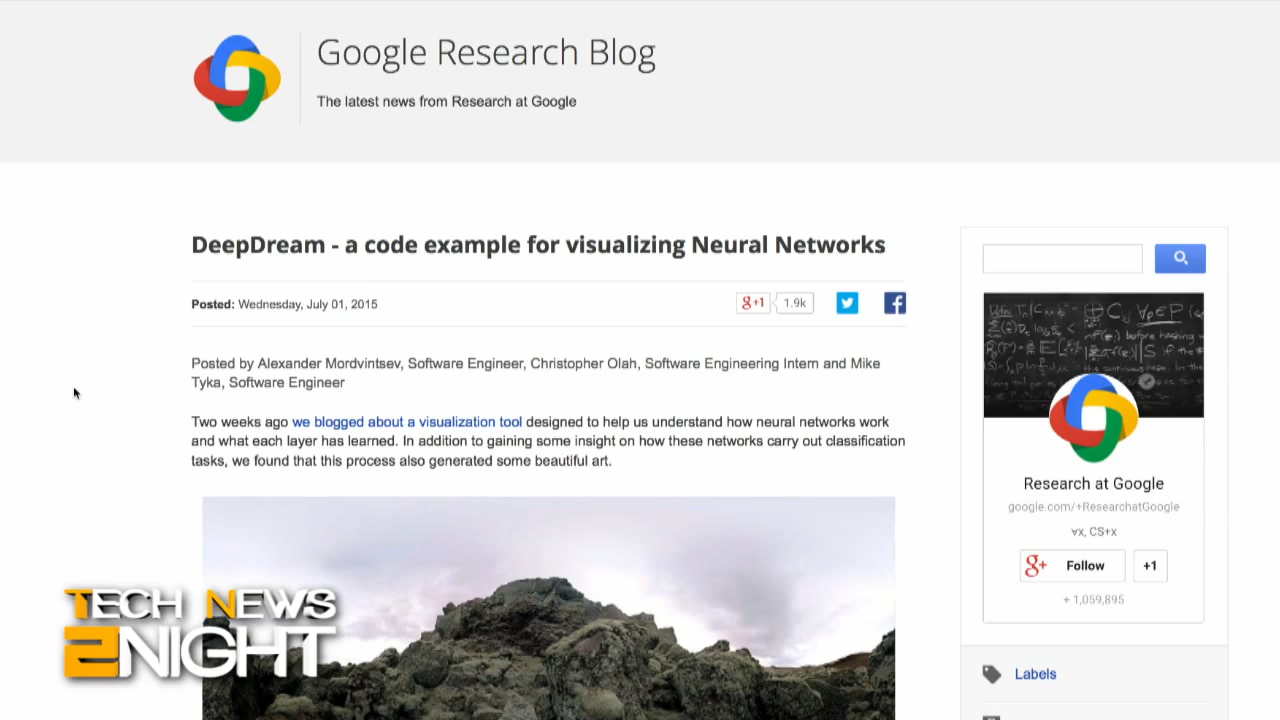 Google Research Blog
The latest news from Research at Google
DeepDream - a code example for visualizing Neural Networks
Posted: Wednesday, July 01, 2015
g+1 1.9k
Posted by Alexander Mordvintsev, Software Engineer, Christopher Olah, Software Engineering Intern and Mike
Tyka, Software Engineer
Two weeks ago we blogged about a visualization tool designed to help us understand how neural networks work
and what each layer has learned. In addition to gaining some insight on how these networks carry out classification
tasks, we found that this process also generated some beautiful art.
Research at Google
google.com/+ResearchatGoogle
∀x, CS+x
g+ Follow +1
+ 1,059,895
Labels
TECH NEWS
2NIGHT